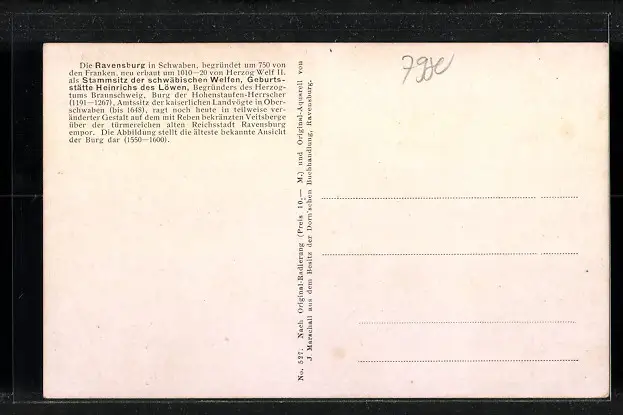 Die Ravensburg in Schwaben, begründet um 750 von
den Franken, neu erbaut um 1010—20 von Herzog Welf II.
als Stammsitz der schwäbischen Welfen, Geburts-
stätte Heinrichs des Löwen, Begründers des Herzog-
tums Braunschweig, Burg der Hohenstaufen-Herrscher
(1191—1267), Amtssitz der kaiserlichen Landvögte in Ober-
schwaben (bis 1648), ragt noch heute in teilweise ver-
änderter Gestalt auf dem mit Reben bekränzten Veitsberge
über der türmereichen alten Reichsstadt Ravensburg
empor. Die Abbildung stellt die älteste bekannte Ansicht
der Burg dar (1550—1600).
No. 527: Nach Original-Radierung (Preis 10,— M.) und Original-Aquarell von
J. Marschall aus dem Besitz der Dorn'schen Buchhandlung, Ravensburg.